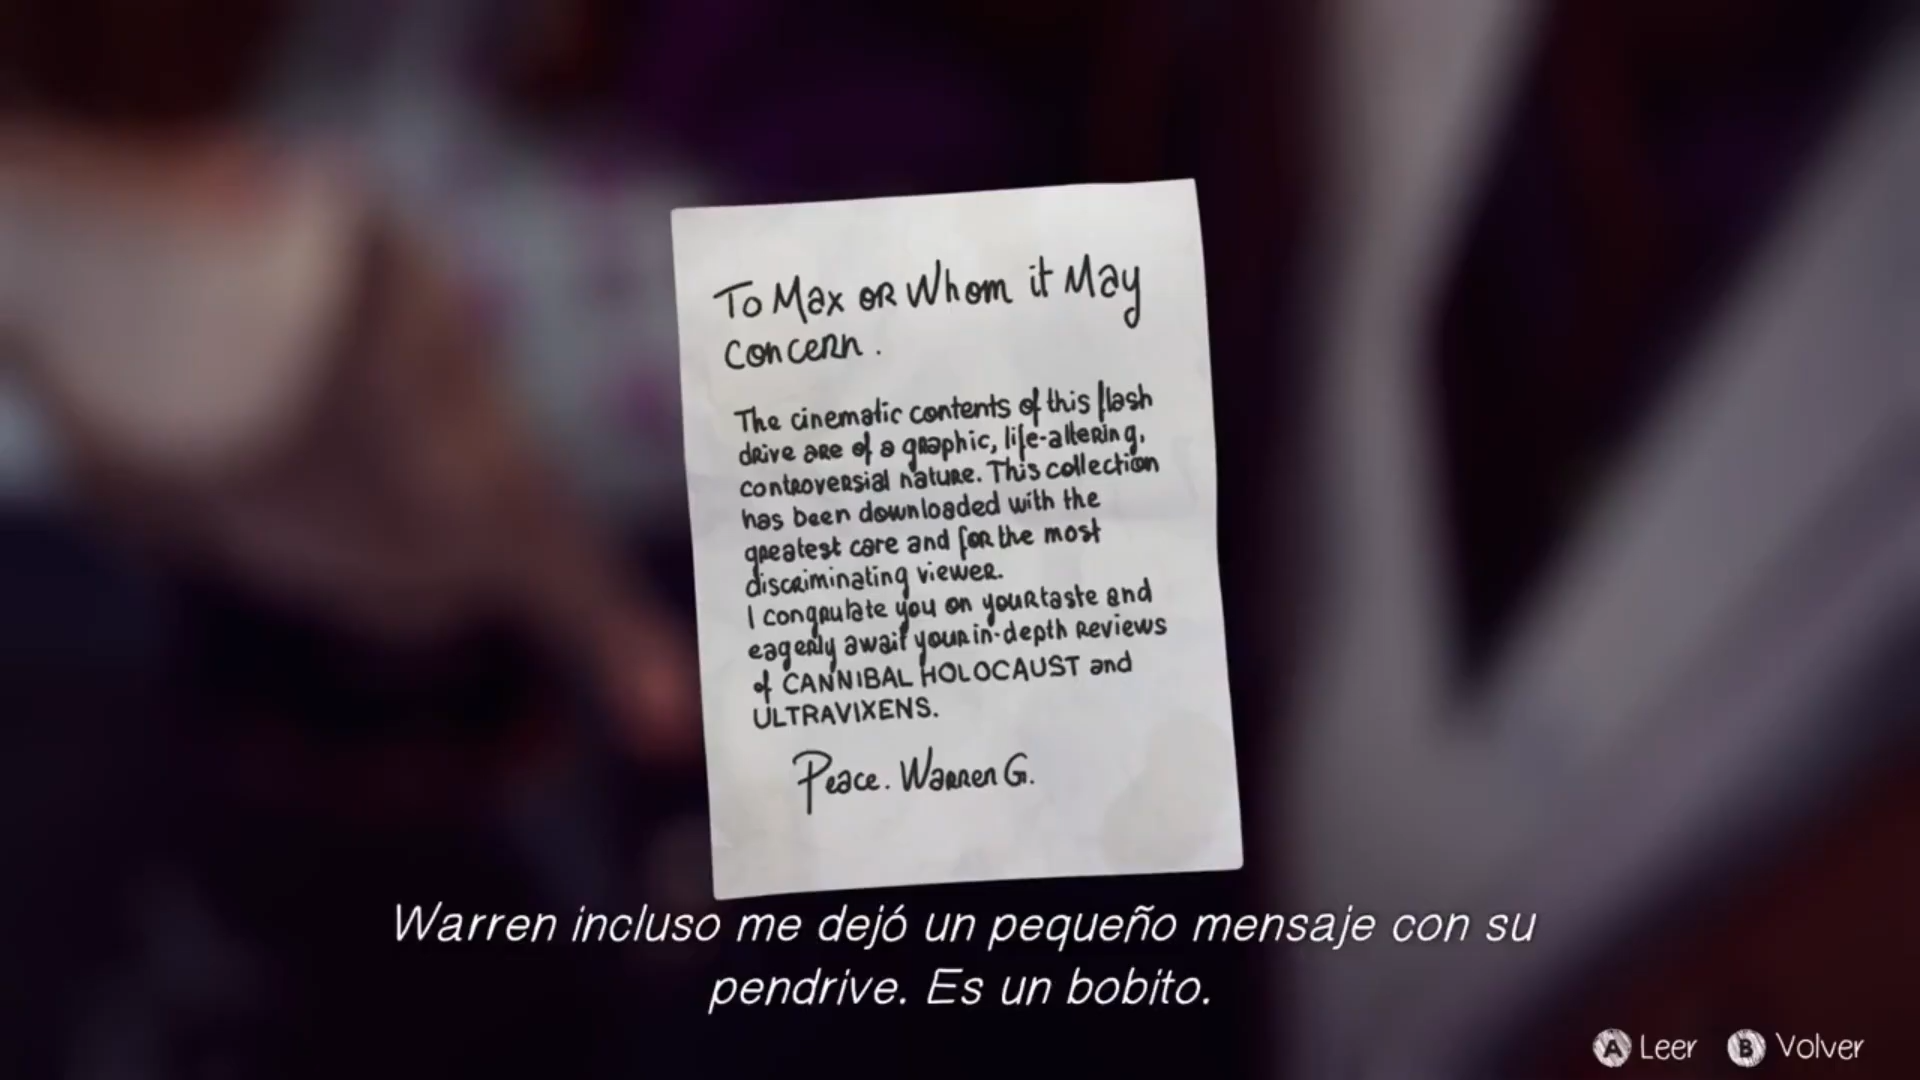 To Max or Whom it May
Concern.
The cinematic contents of this flash
drive are of a graphic, life-altering,
controversial nature. This collection
has been downloaded with the
greatest care and for the most
discriminating viewer.
I congrulate you on your taste and
eagerly await your in-depth reviews
of CANNIBAL HOLOCAUST and
ULTRAVIXENS.
Peace. Warren G.
Warren incluso me dejó un pequeño mensaje con su
pendrive. Es un bobito.
A Leer B Volver